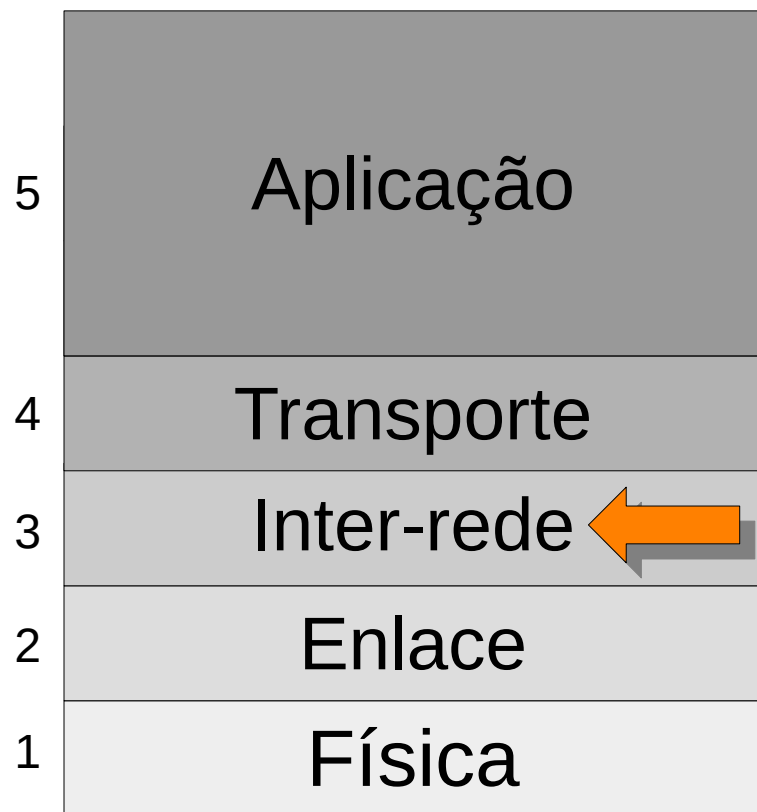 5 Aplicação
4 Transporte
3 Inter-rede
2 Enlace
1 Física